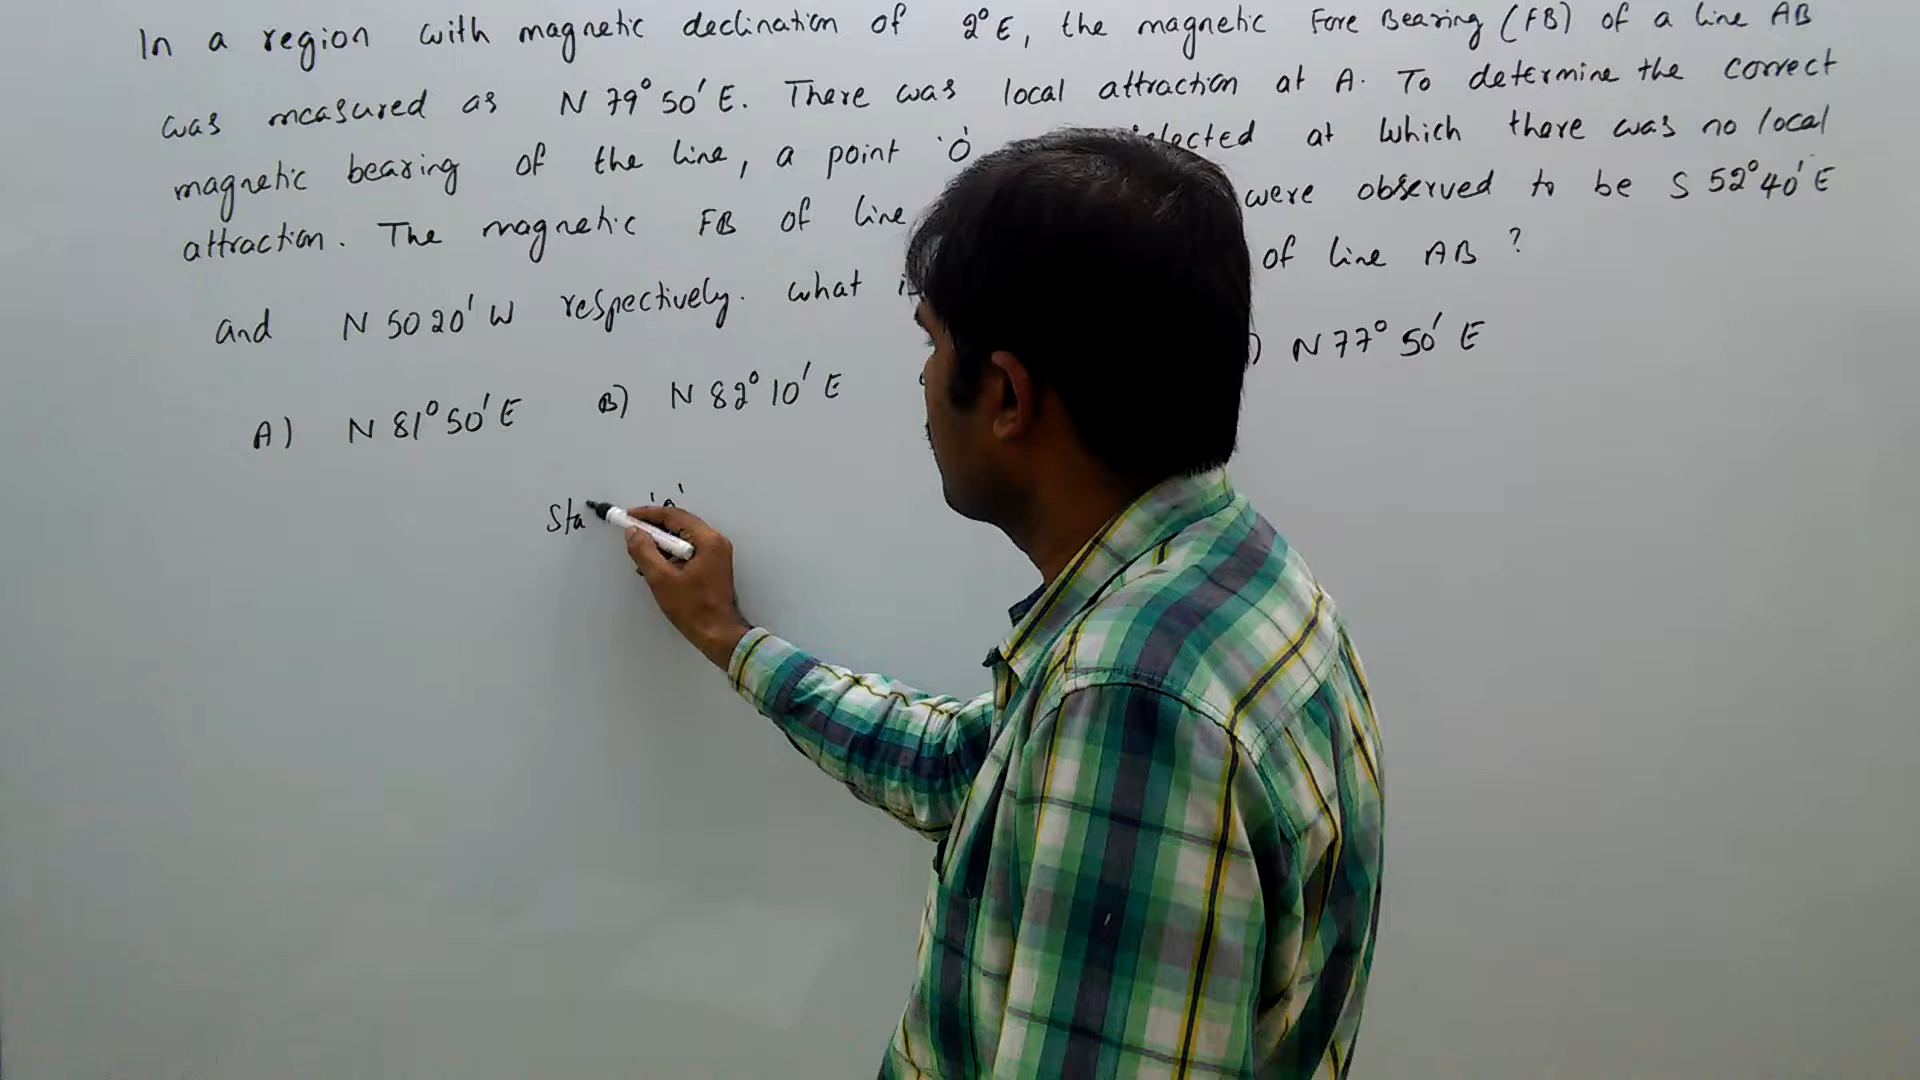 In a region with magnetic declination of 2°E, the magnetic Fore Bearing (FB) of a line AB
was measured as N 79° 50' E. There was local attraction at A. To determine the correct
magnetic bearing of the line, a point 'O' at which there was no local
attraction. The magnetic FB of line were observed to be S 52° 40' E
and N 50 20' W respectively. what of line AB ?
A) N 81° 50' E B) N 82° 10' E ) N 77° 50' E
Sta